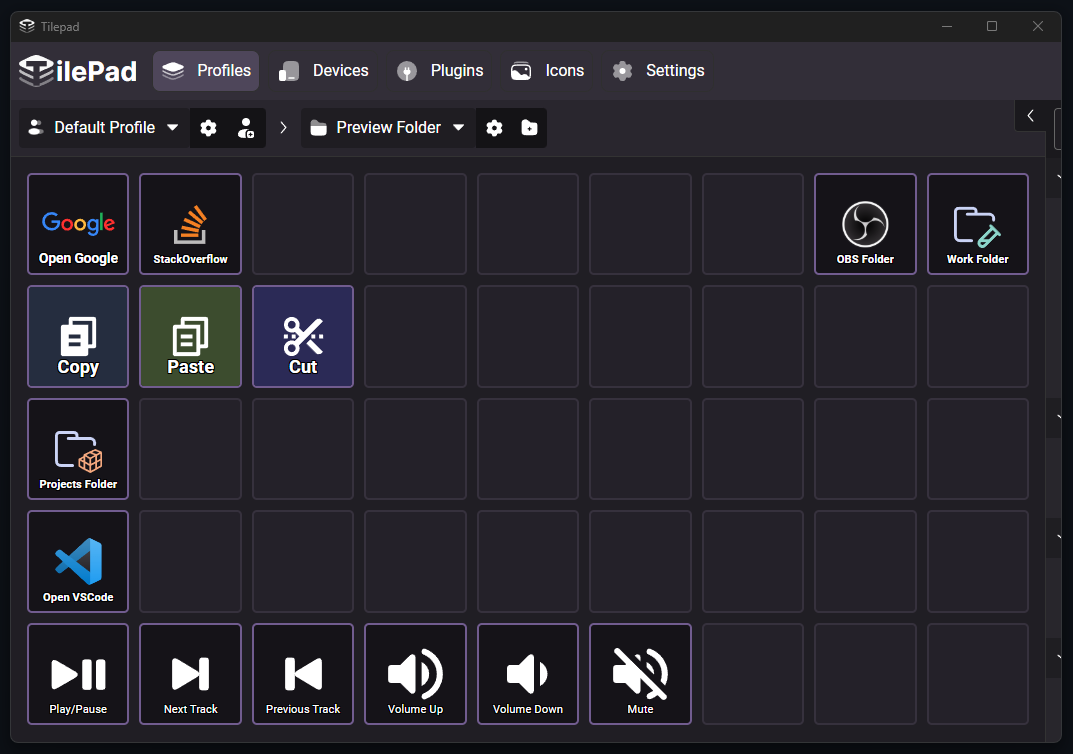 Tilepad
TilePad Profiles Devices Plugins Icons Settings
Default Profile Preview Folder
Google
Open Google StackOverflow OBS Folder Work Folder
Copy Paste Cut
Projects Folder
Open VSCode
Play/Pause Next Track Previous Track Volume Up Volume Down Mute